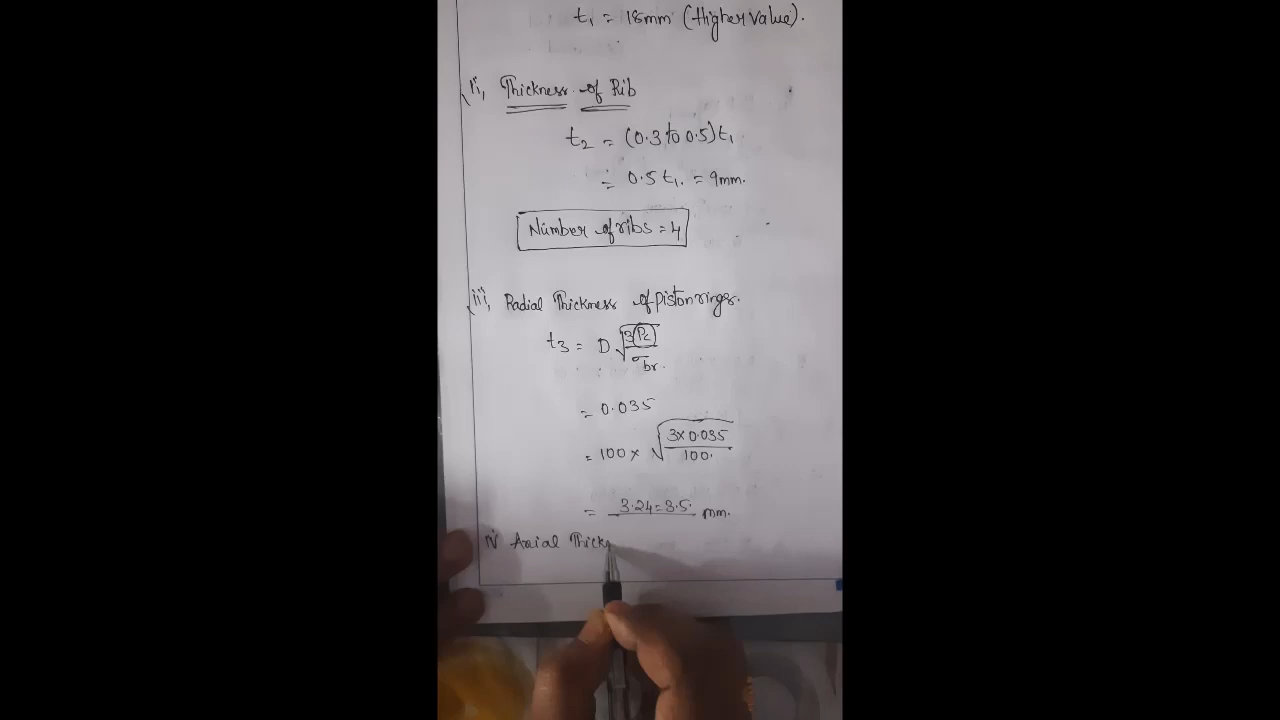 t₁ = 18mm (Higher value).
ii, Thickness of Rib
t₂ = (0.3 to 0.5)t₁
= 0.5 t₁. = 9mm.
Number of ribs = 4
iii, Radial Thickness of Piston rings.
t₃ = D √(3(Pc)/σbr.)
= 0.035
= 100 × √(3×0.035/100.)
= 3.24 = 3.5. mm.
iv Axial Thick